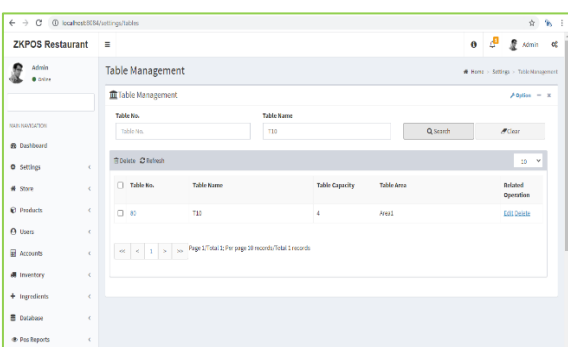 localhost:8084/settings/tables
ZKPOS Restaurant
Admin
Admin
Online
Table Management
Home > Settings > Table Management
Table Management
Option
Table No.
Table Name
Table No.
T10
Search
Clear
MAIN NAVIGATION
Dashboard
Delete Refresh
10
Settings
Store
Table No.
Table Name
Table Capacity
Table Area
Related
Operation
Products
80
T10
4
Area1
Edit Delete
Users
Accounts
<< < 1 > >> Page 1/Total 1; Per page 10 records/Total 1 records
Inventory
Ingredients
Database
Pos Reports